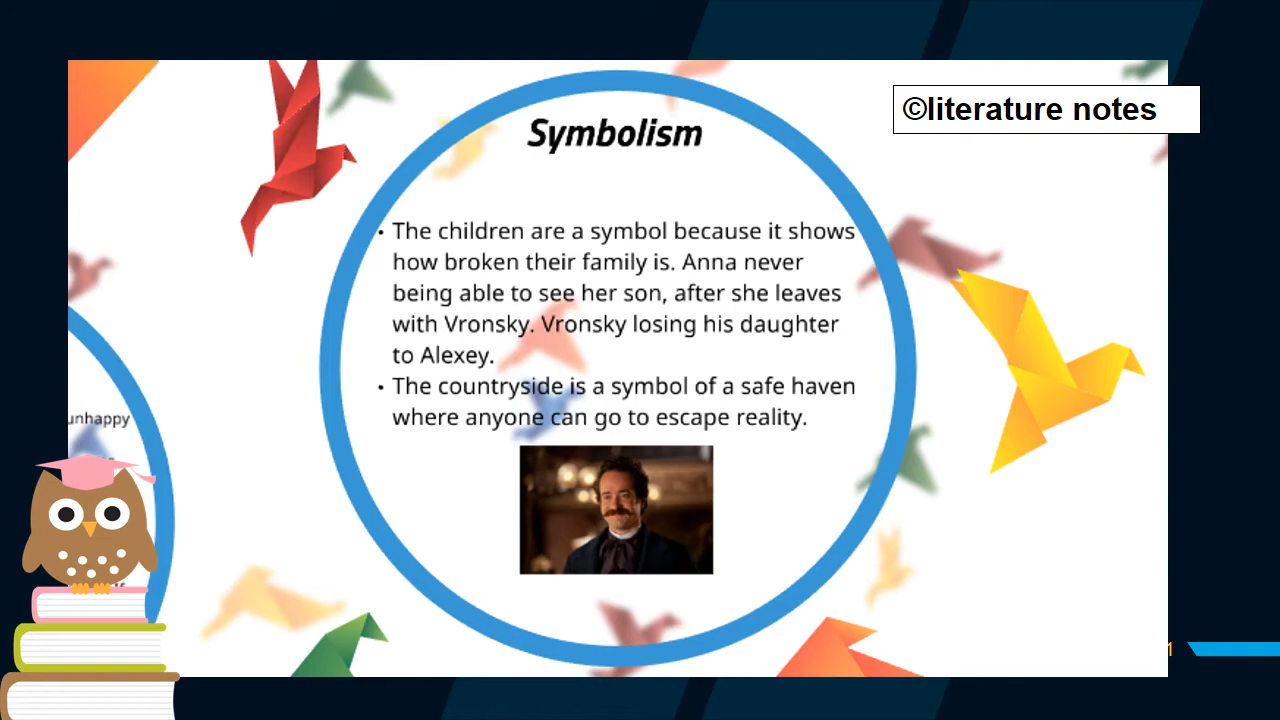 ©literature notes
Symbolism
• The children are a symbol because it shows
how broken their family is. Anna never
being able to see her son, after she leaves
with Vronsky. Vronsky losing his daughter
to Alexey.
• The countryside is a symbol of a safe haven
where anyone can go to escape reality.
unhappy
1